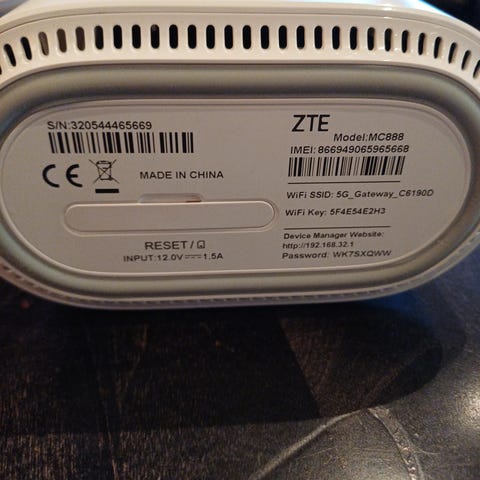 S/N:320544465669
MADE IN CHINA
RESET/
INPUT:12.0V⎓1.5A
ZTE
Model:MC888
IMEI: 866949065965668
WiFi SSID: 5G_Gateway_C6190D
WiFi Key: 5F4E54E2H3
Device Manager Website:
http://192.168.32.1
Password: WK7SXQWW